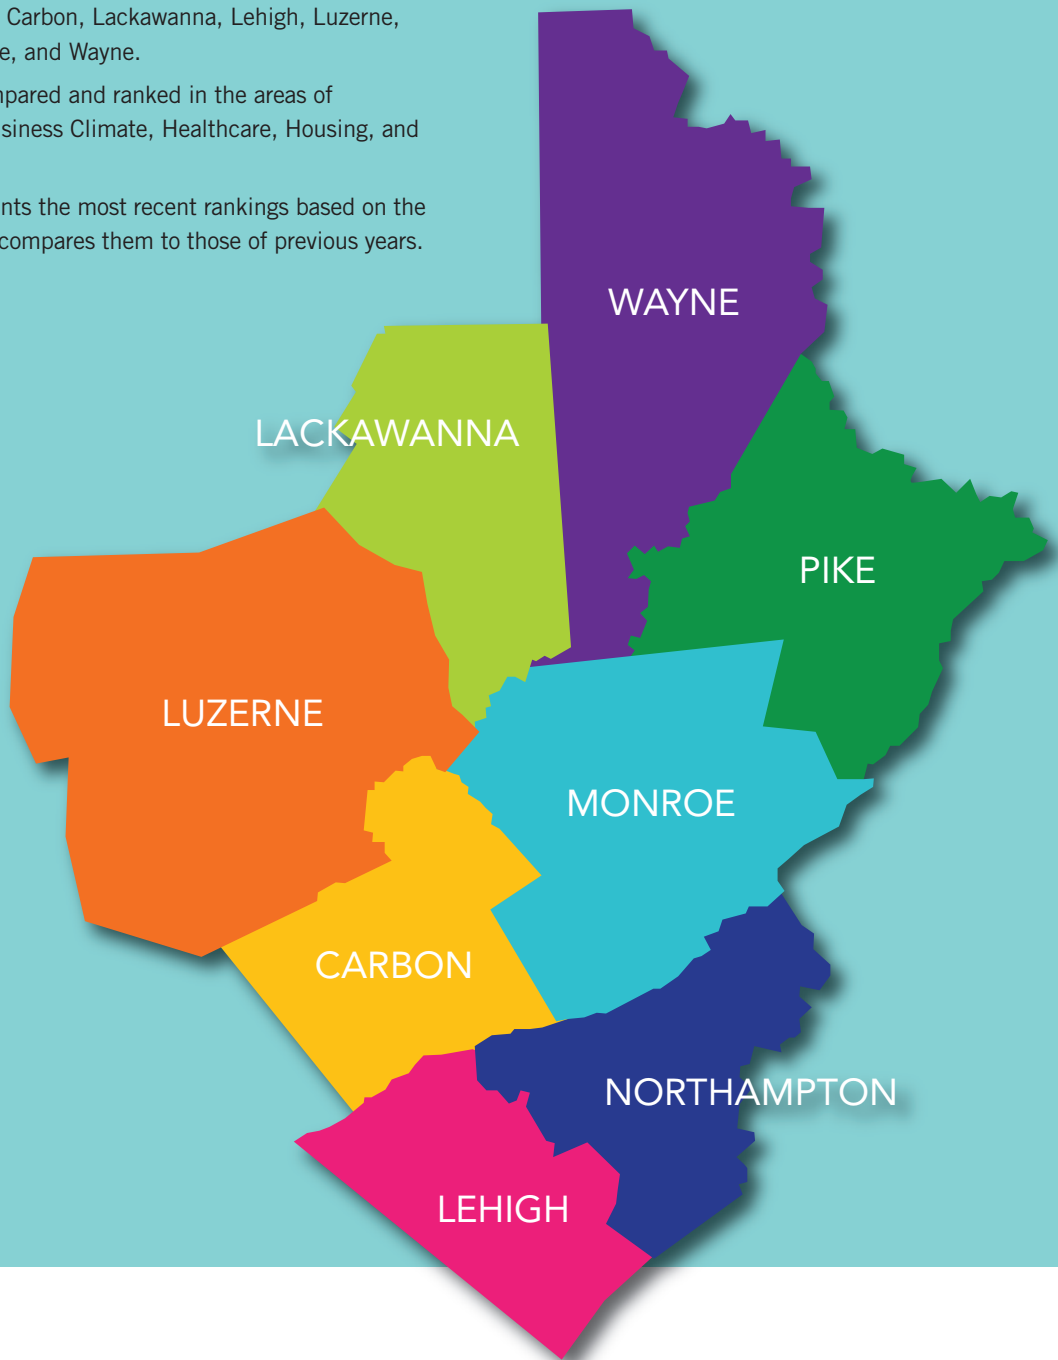 Carbon, Lackawanna, Lehigh, Luzerne,
e, and Wayne.
mpared and ranked in the areas of
siness Climate, Healthcare, Housing, and
nts the most recent rankings based on the
compares them to those of previous years.
WAYNE
LACKAWANNA
PIKE
LUZERNE
MONROE
CARBON
NORTHAMPTON
LEHIGH